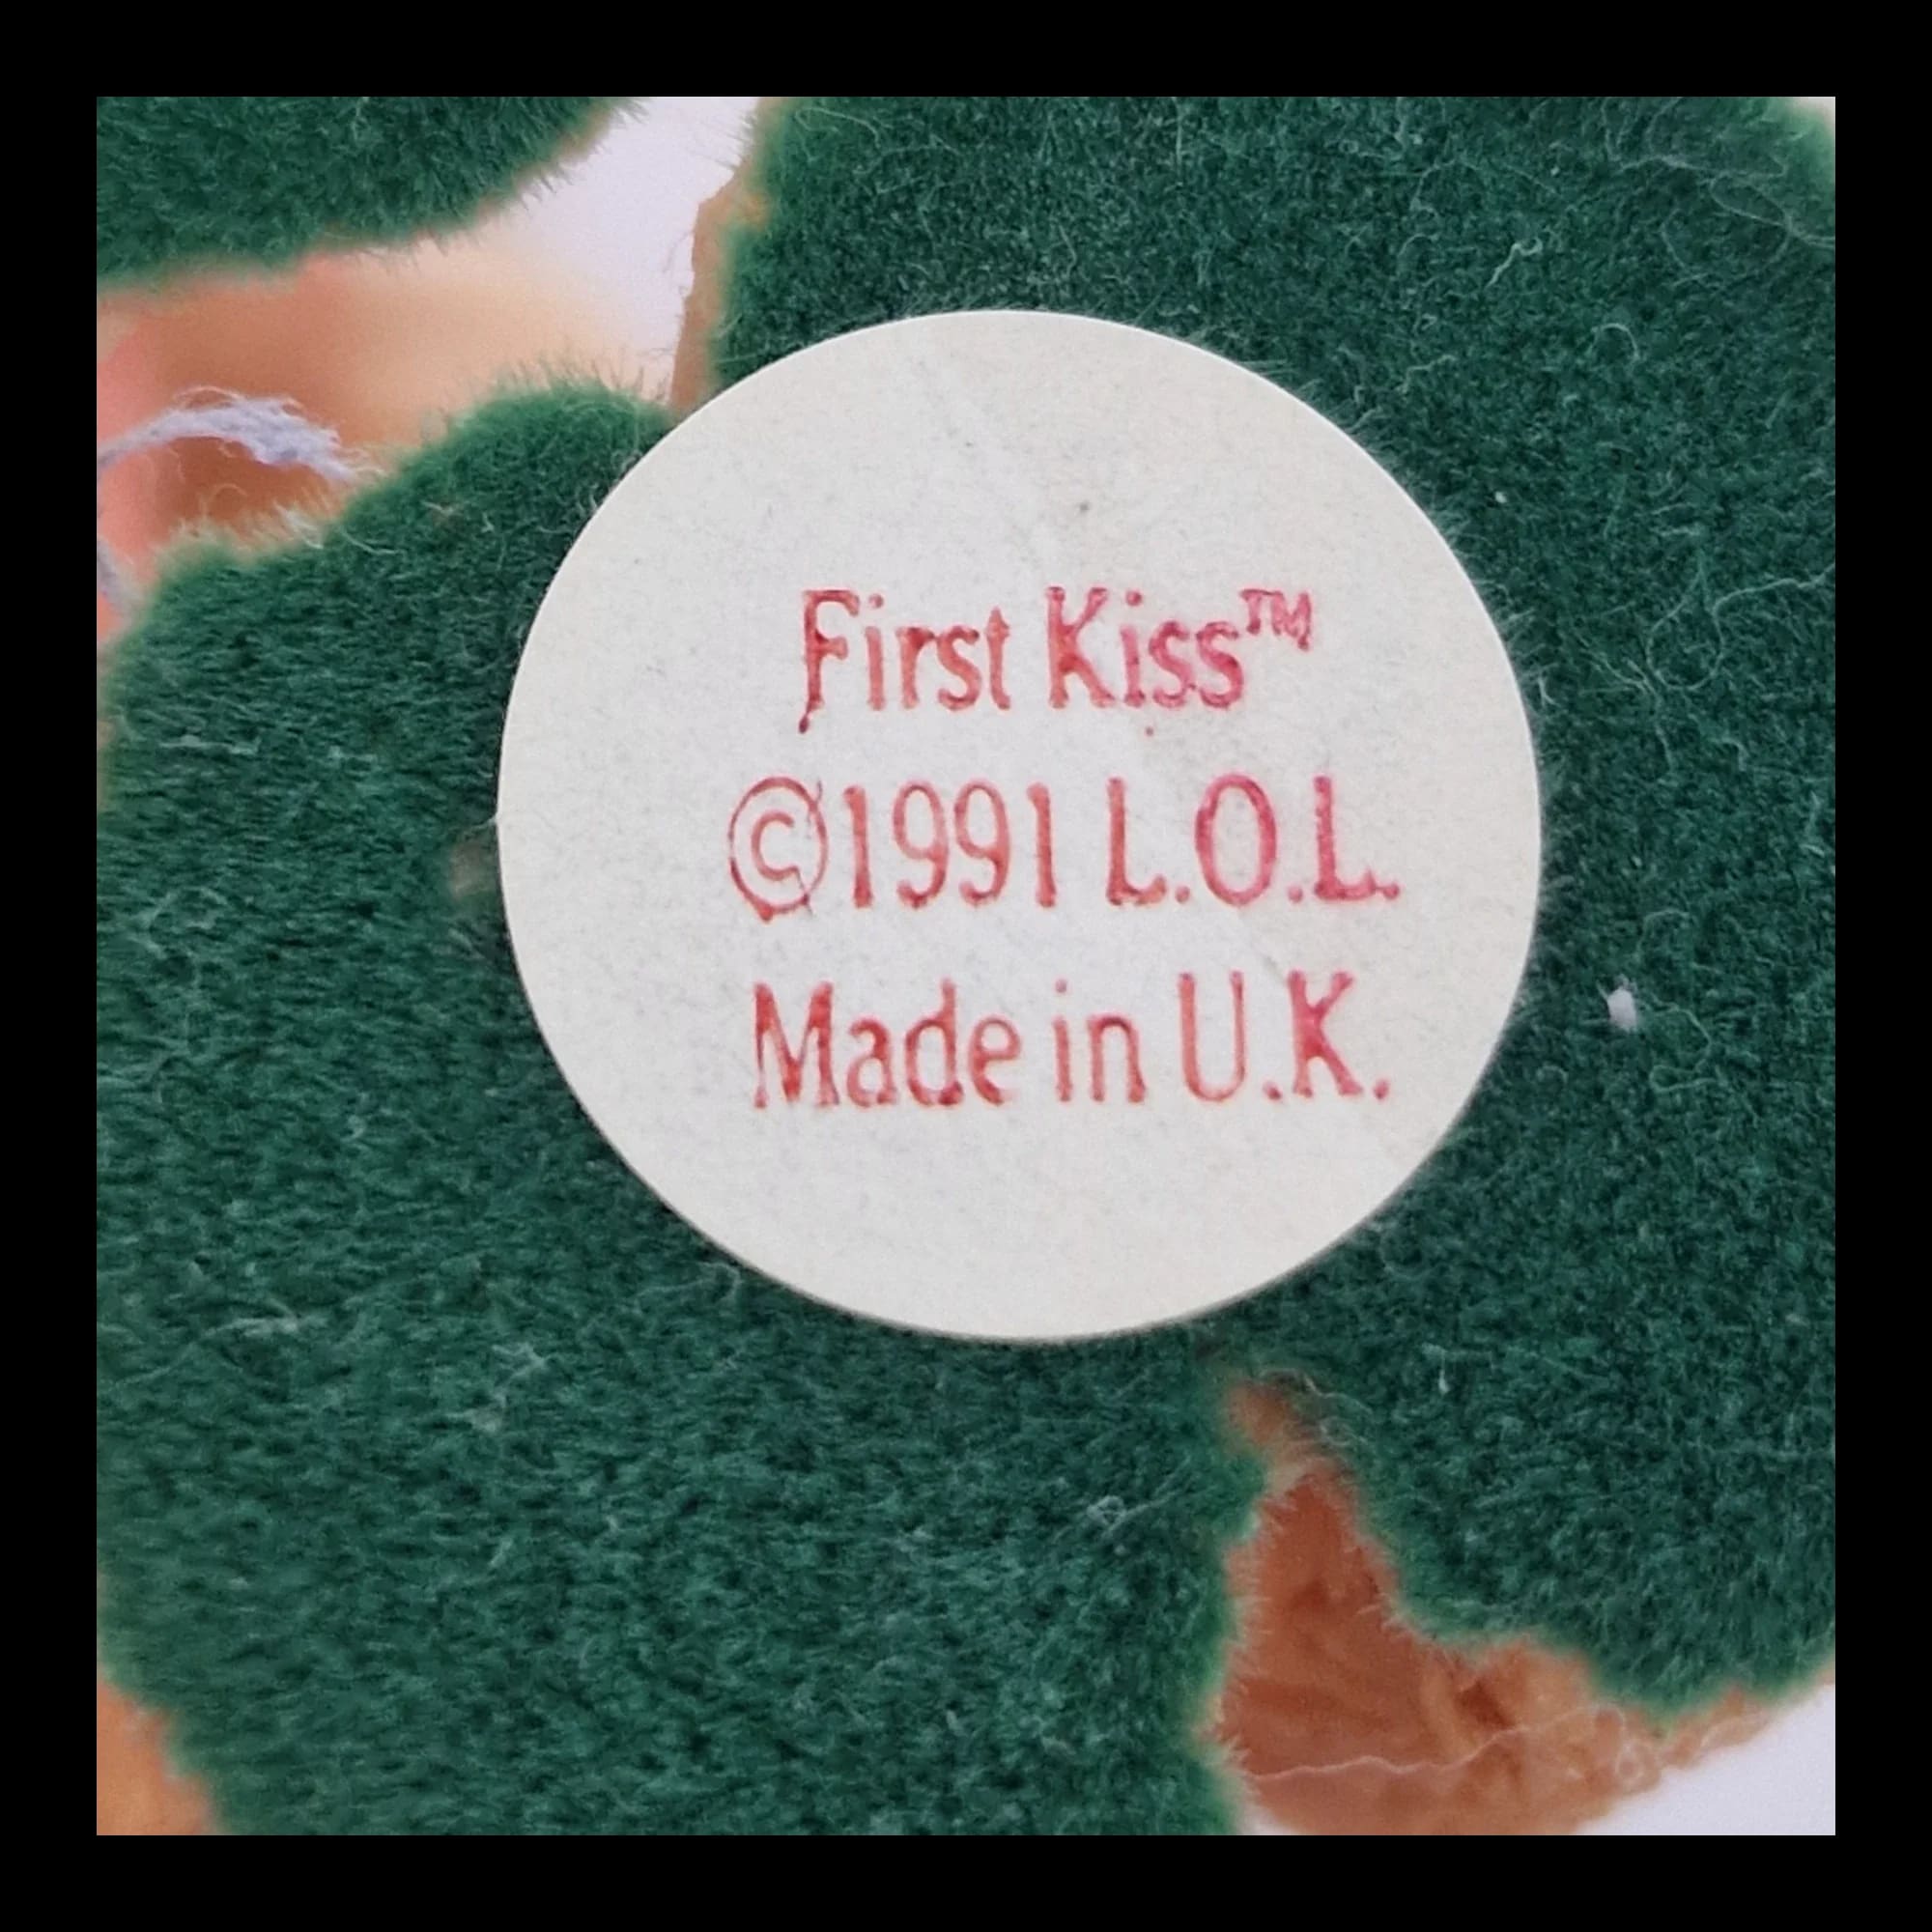 First Kiss™
©1991 L.O.L.
Made in U.K.